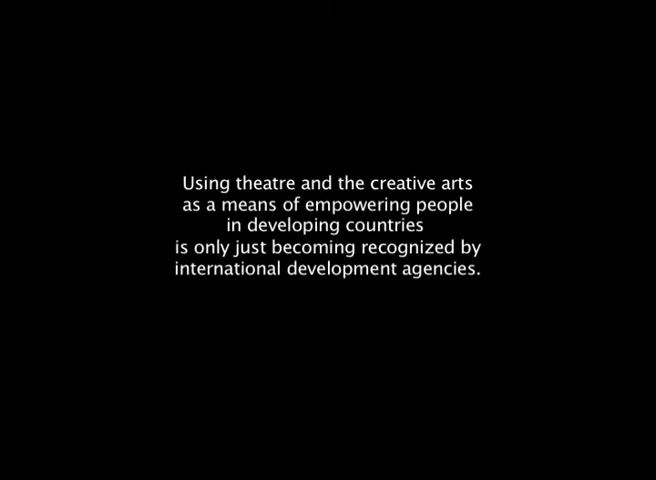 Using theatre and the creative arts
as a means of empowering people
in developing countries
is only just becoming recognized by
international development agencies.